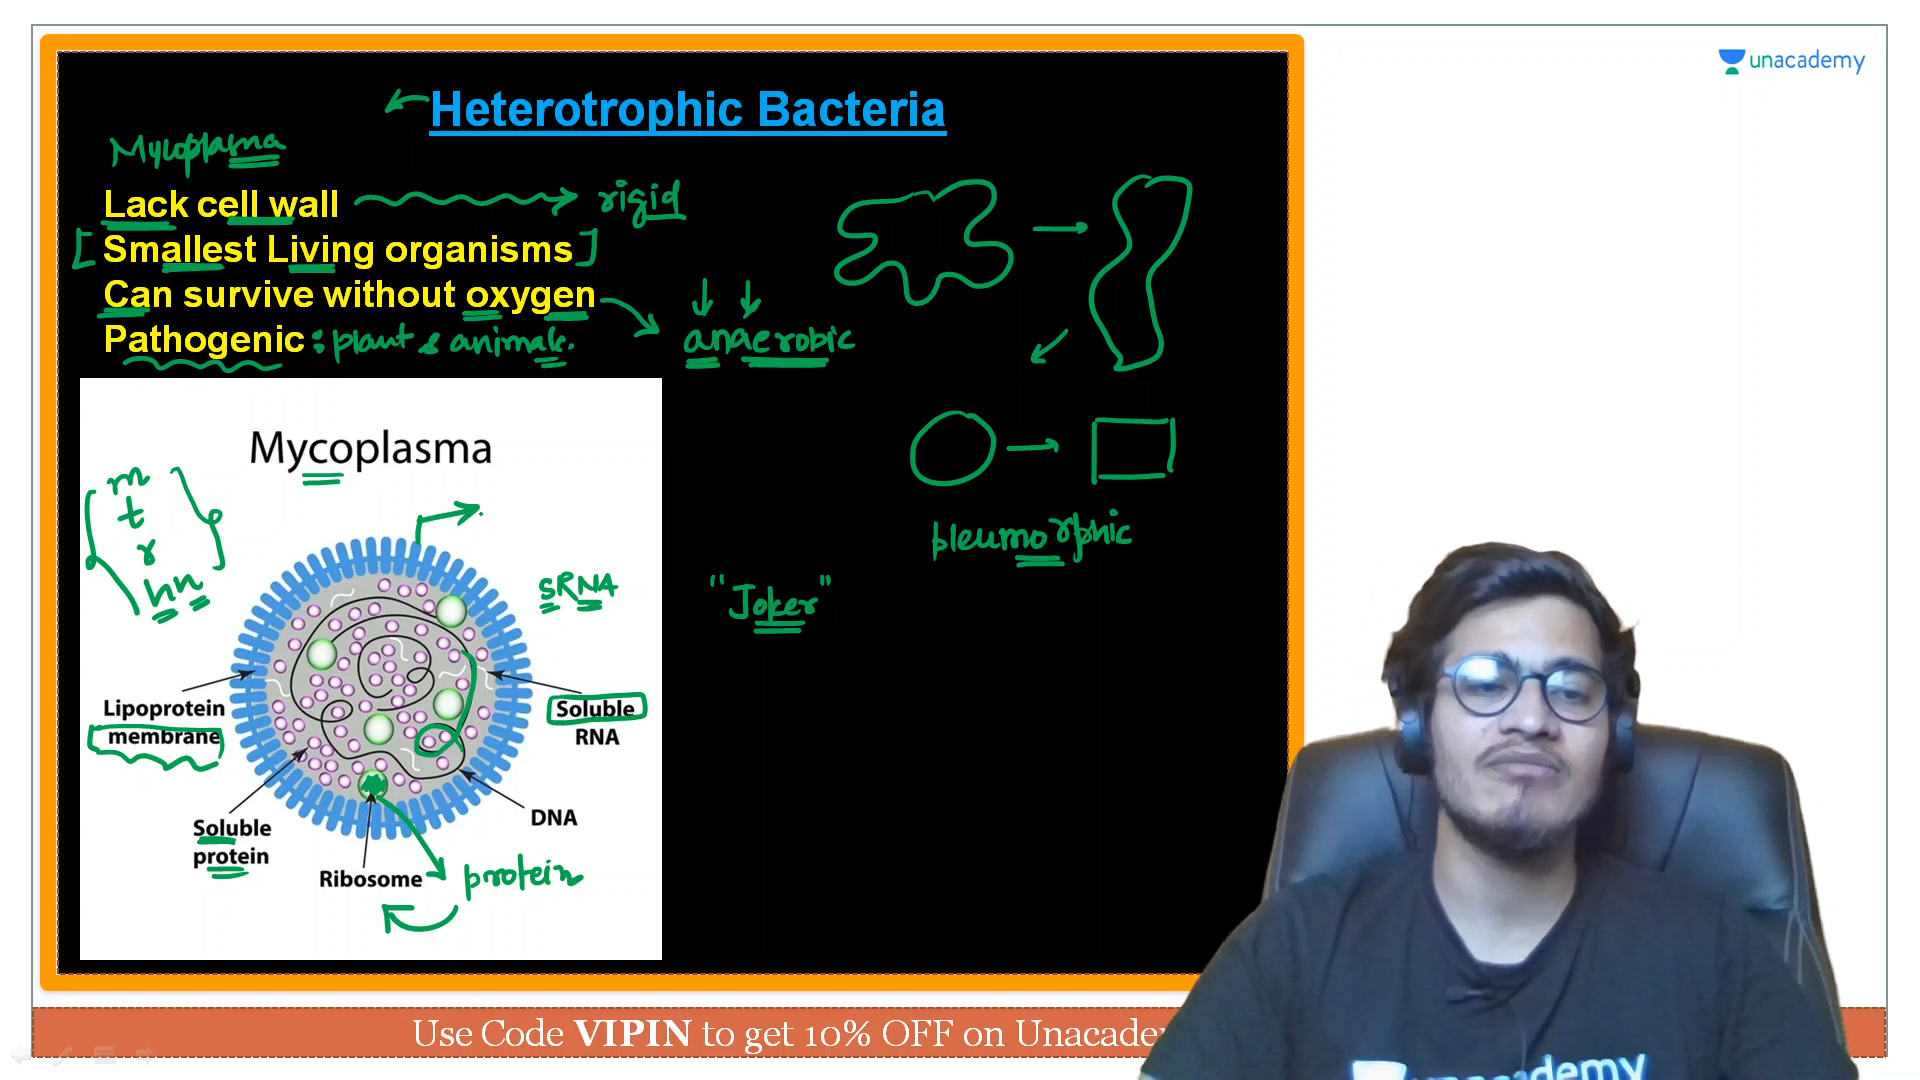 unacademy
Heterotrophic Bacteria
Mycoplasma
Lack cell wall
rigid
Smallest Living organisms
Can survive without oxygen
Pathogenic : plant & animals.
anaerobic
Mycoplasma
m
t
r
hn
pleumorphic
sRNA
"Joker"
Lipoprotein
membrane
Soluble
RNA
Soluble
protein
DNA
Ribosome
protein
Use Code VIPIN to get 10% OFF on Unacade
unacademy